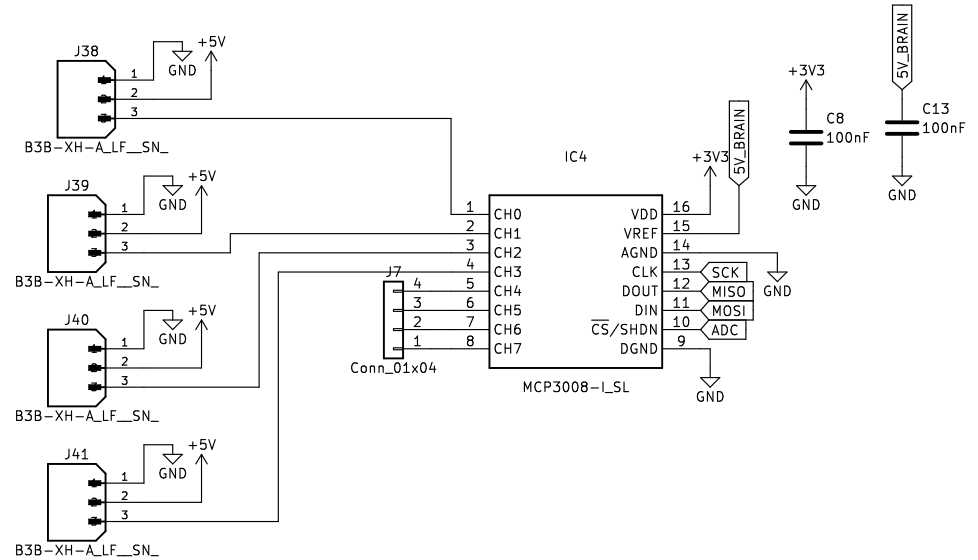 J38
1
2
3
GND
+5V
B3B-XH-A_LF__SN_
J39
1
2
3
GND
+5V
B3B-XH-A_LF__SN_
J40
1
2
3
GND
+5V
B3B-XH-A_LF__SN_
J41
1
2
3
GND
+5V
B3B-XH-A_LF__SN_
J7
4
3
2
1
Conn_01x04
IC4
1 CH0
2 CH1
3 CH2
4 CH3
5 CH4
6 CH5
7 CH6
8 CH7
VDD 16
VREF 15
AGND 14
CLK 13
DOUT 12
DIN 11
CS/SHDN 10
DGND 9
MCP3008-I_SL
+3V3
5V_BRAIN
GND
SCK
MISO
MOSI
ADC
GND
+3V3
C8
100nF
GND
5V_BRAIN
C13
100nF
GND